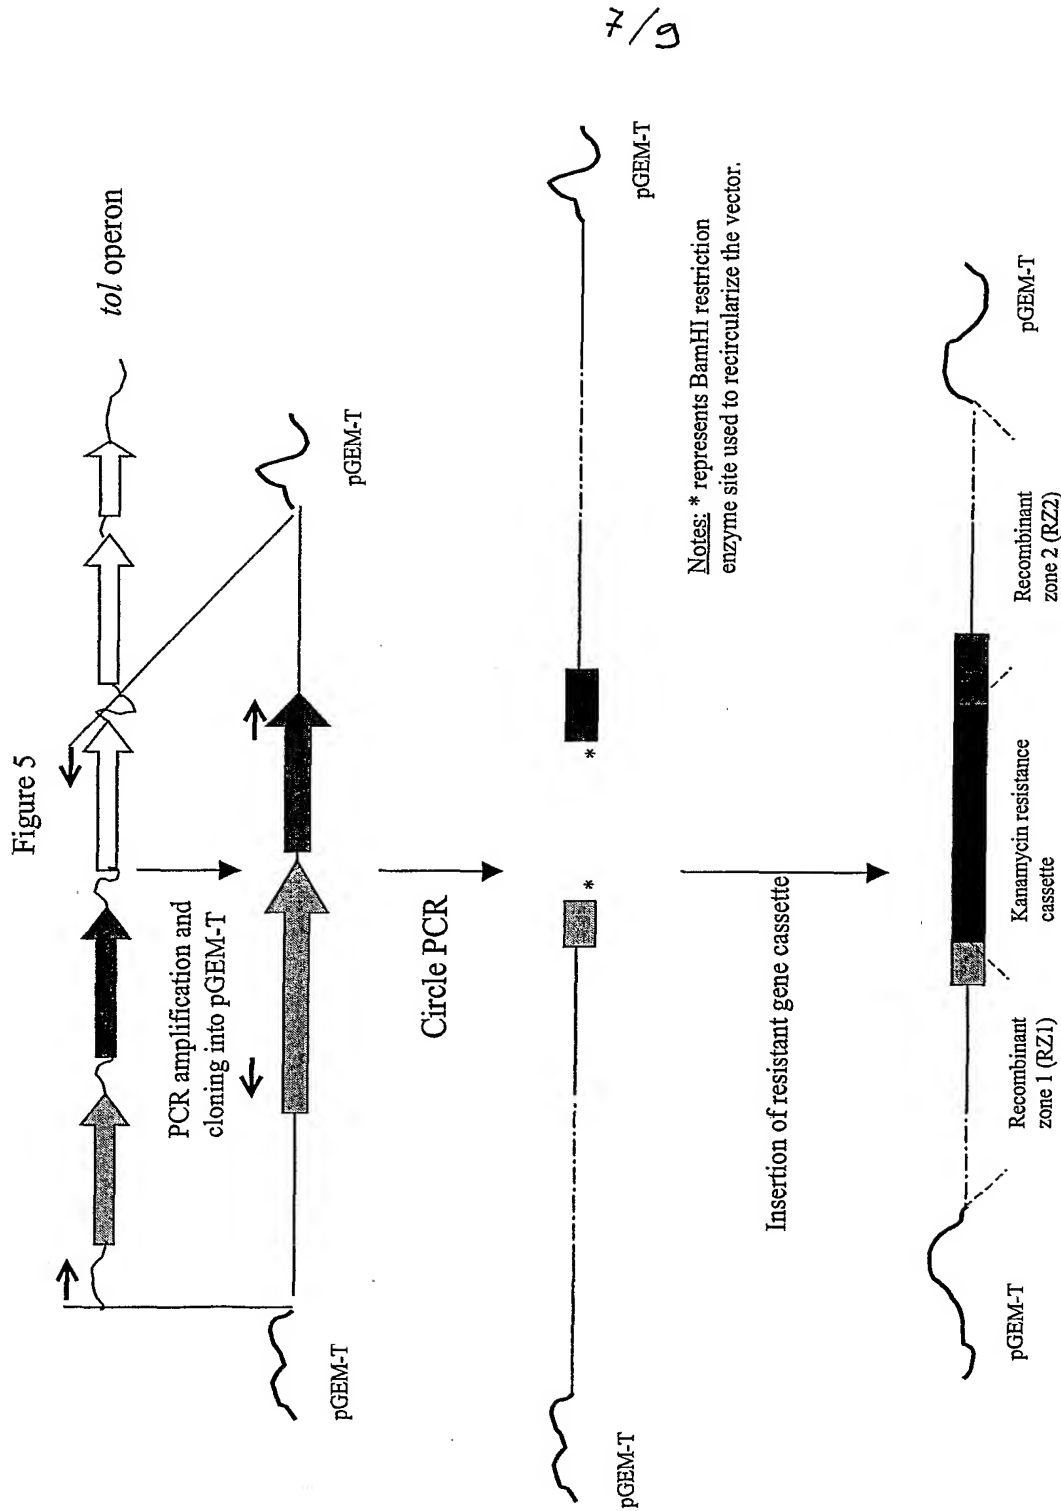 7/9
Figure 5
tol operon
PCR amplification and
cloning into pGEM-T
pGEM-T
pGEM-T
Circle PCR
pGEM-T
pGEM-T
Notes: * represents BamHI restriction
enzyme site used to recircularize the vector.
*
*
Insertion of resistant gene cassette
pGEM-T
Recombinant
zone 1 (RZ1)
Kanamycin resistance
cassette
Recombinant
zone 2 (RZ2)
pGEM-T